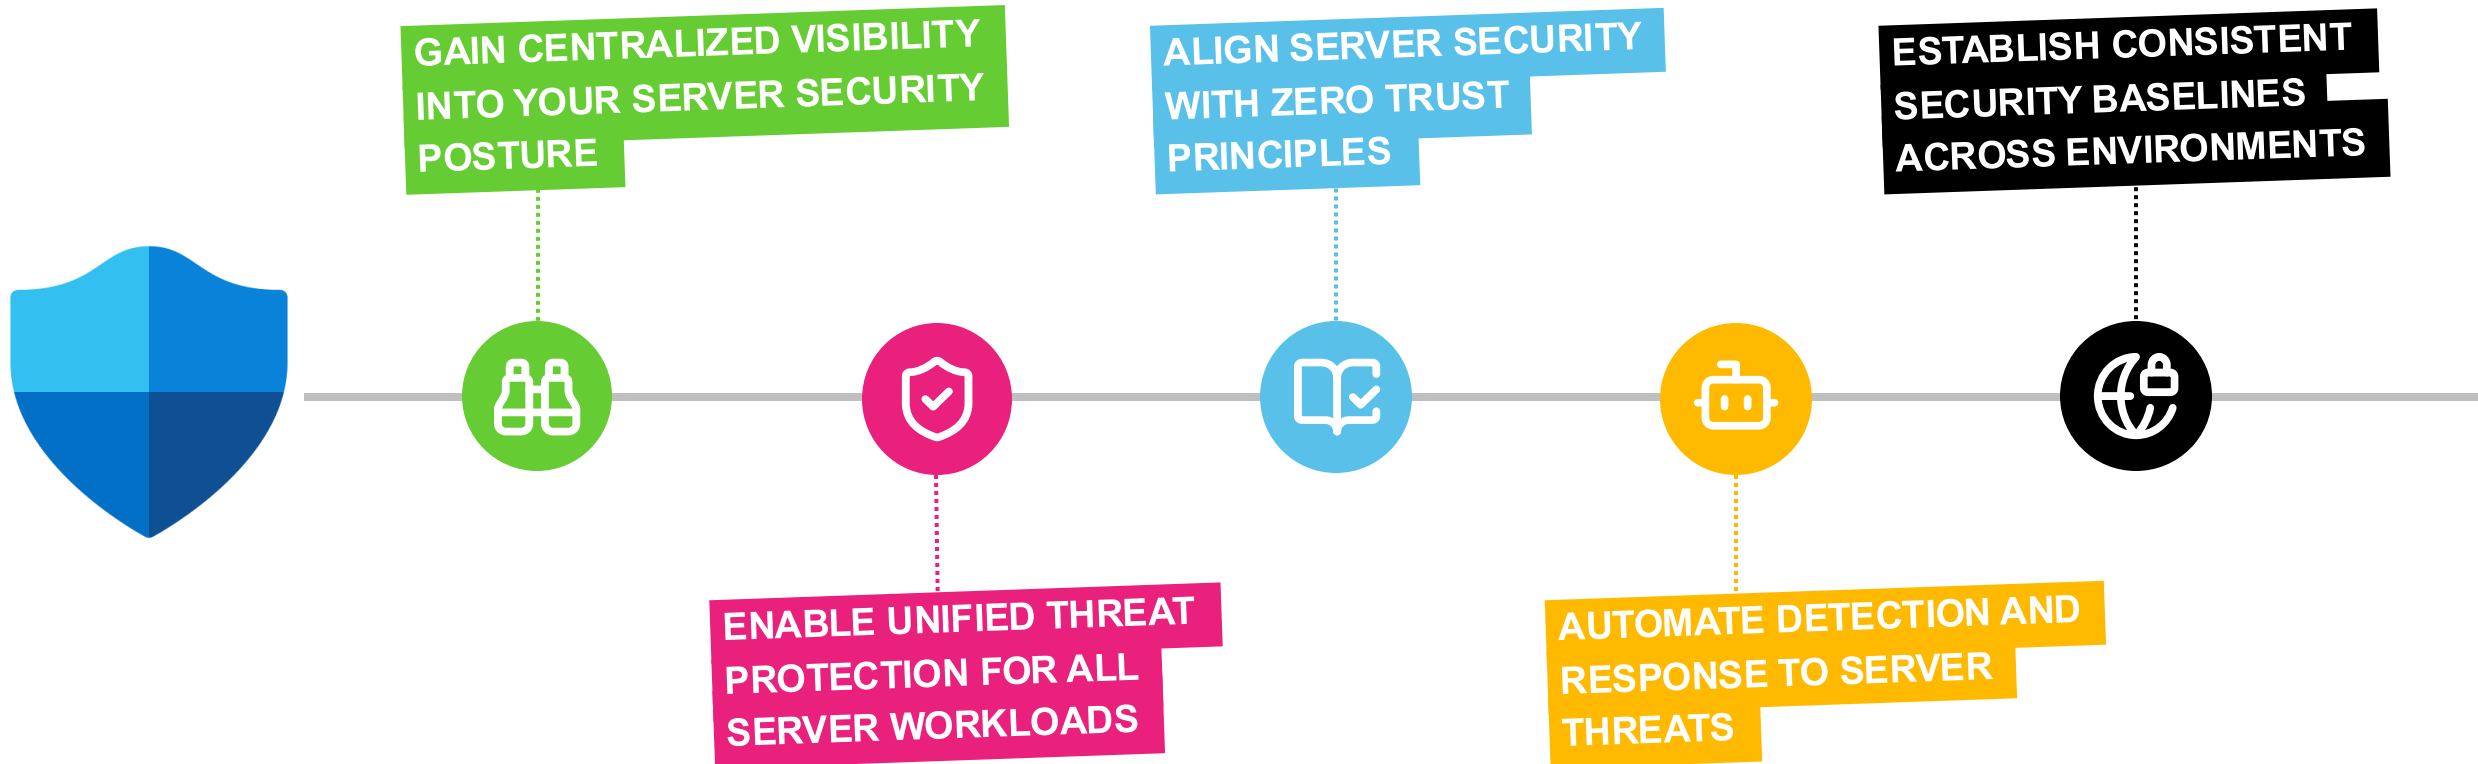 GAIN CENTRALIZED VISIBILITY
INTO YOUR SERVER SECURITY
POSTURE
ENABLE UNIFIED THREAT
PROTECTION FOR ALL
SERVER WORKLOADS
ALIGN SERVER SECURITY
WITH ZERO TRUST
PRINCIPLES
AUTOMATE DETECTION AND
RESPONSE TO SERVER
THREATS
ESTABLISH CONSISTENT
SECURITY BASELINES
ACROSS ENVIRONMENTS